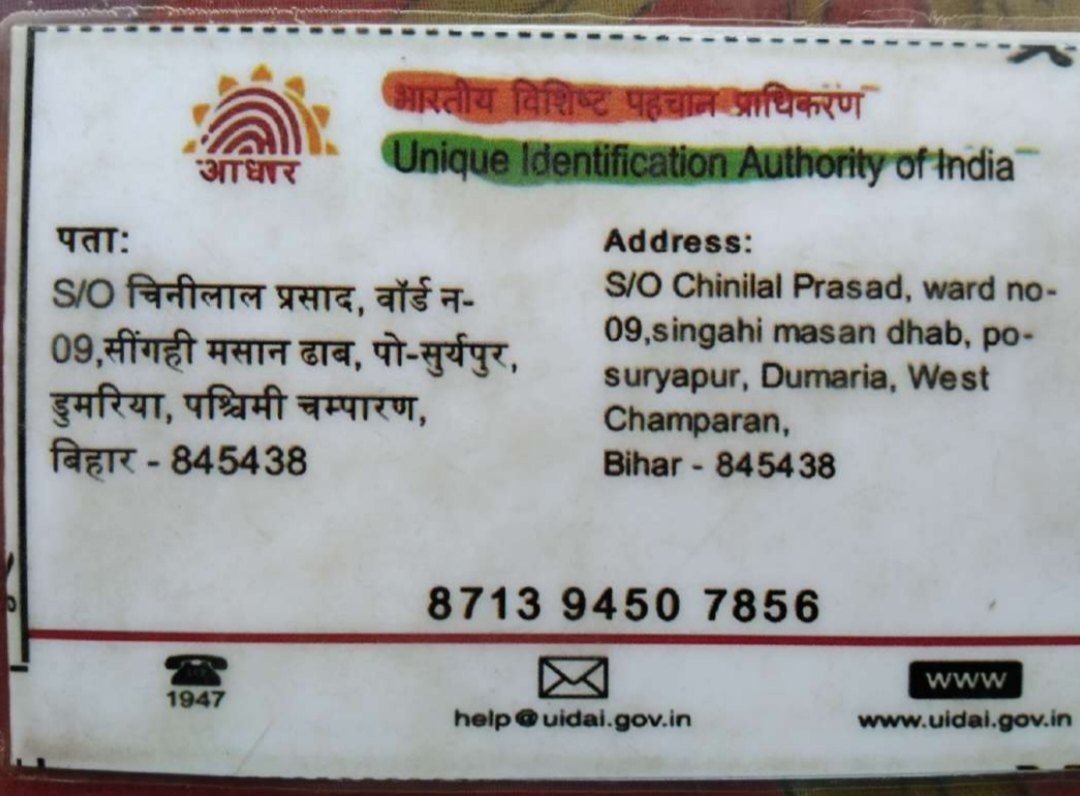 आधार
भारतीय विशिष्ट पहचान प्राधिकरण
Unique Identification Authority of India
पता:
S/O चिनीलाल प्रसाद, वॉर्ड न-
09,सींगही मसान ढाब, पो-सुर्यपुर,
डुमरिया, पश्चिमी चम्पारण,
बिहार - 845438
Address:
S/O Chinilal Prasad, ward no-
09,singahi masan dhab, po-
suryapur, Dumaria, West
Champaran,
Bihar - 845438
8713 9450 7856
1947
help@uidai.gov.in
www
www.uidai.gov.in